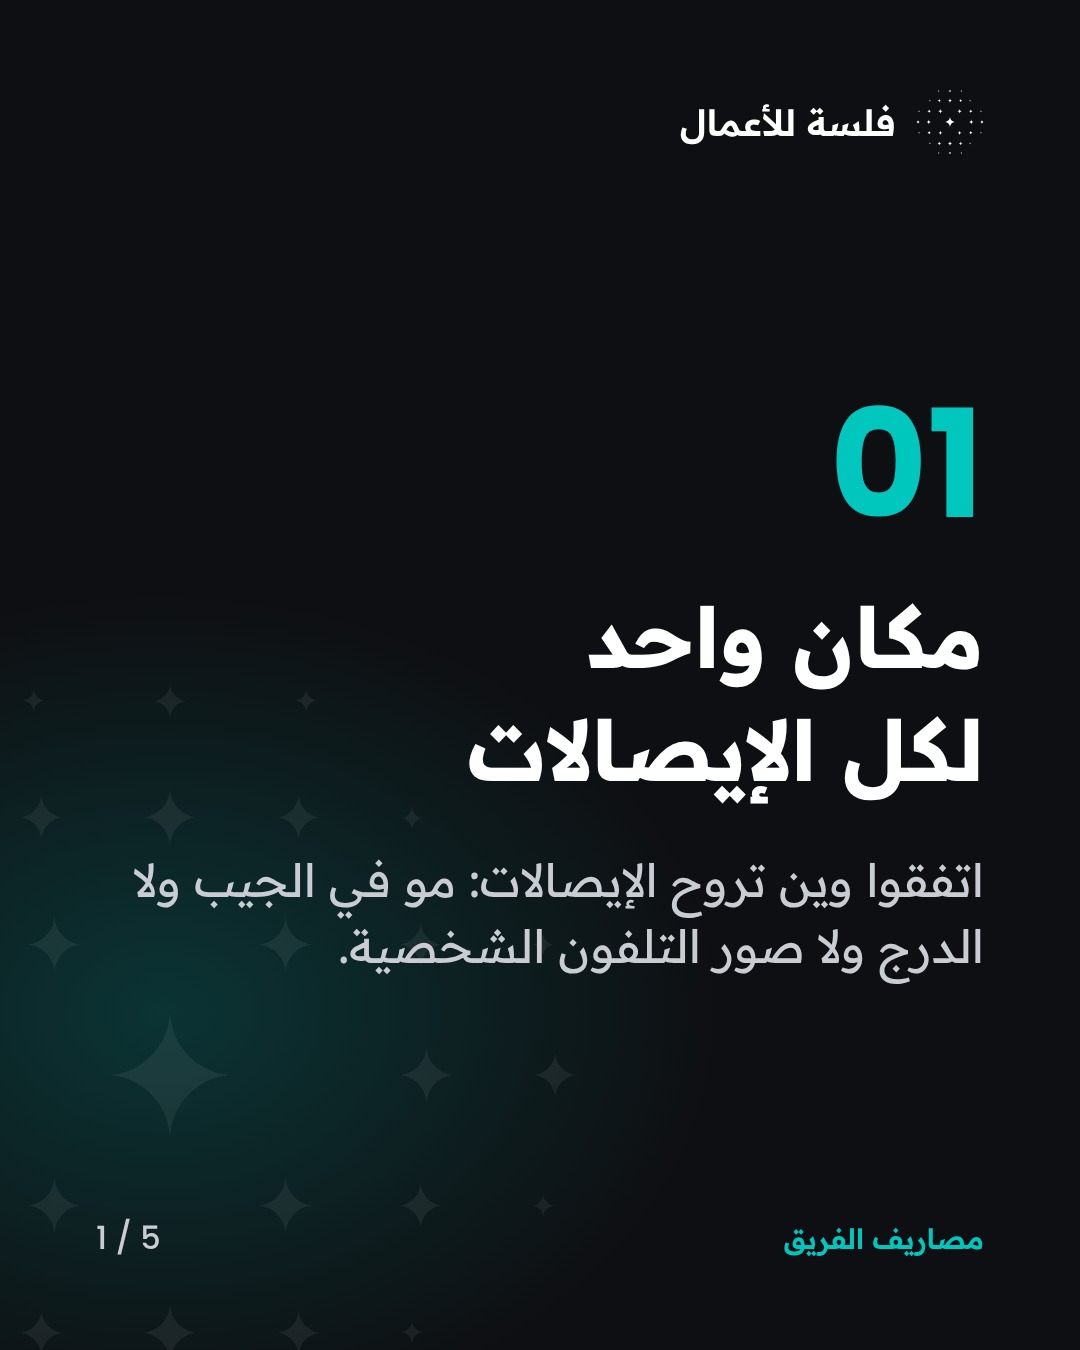 فلسة للأعمال
01
مكان واحد
لكل الإيصالات
اتفقوا وين تروح الإيصالات: مو في الجيب ولا
الدرج ولا صور التلفون الشخصية.
مصاريف الفريق
1 / 5